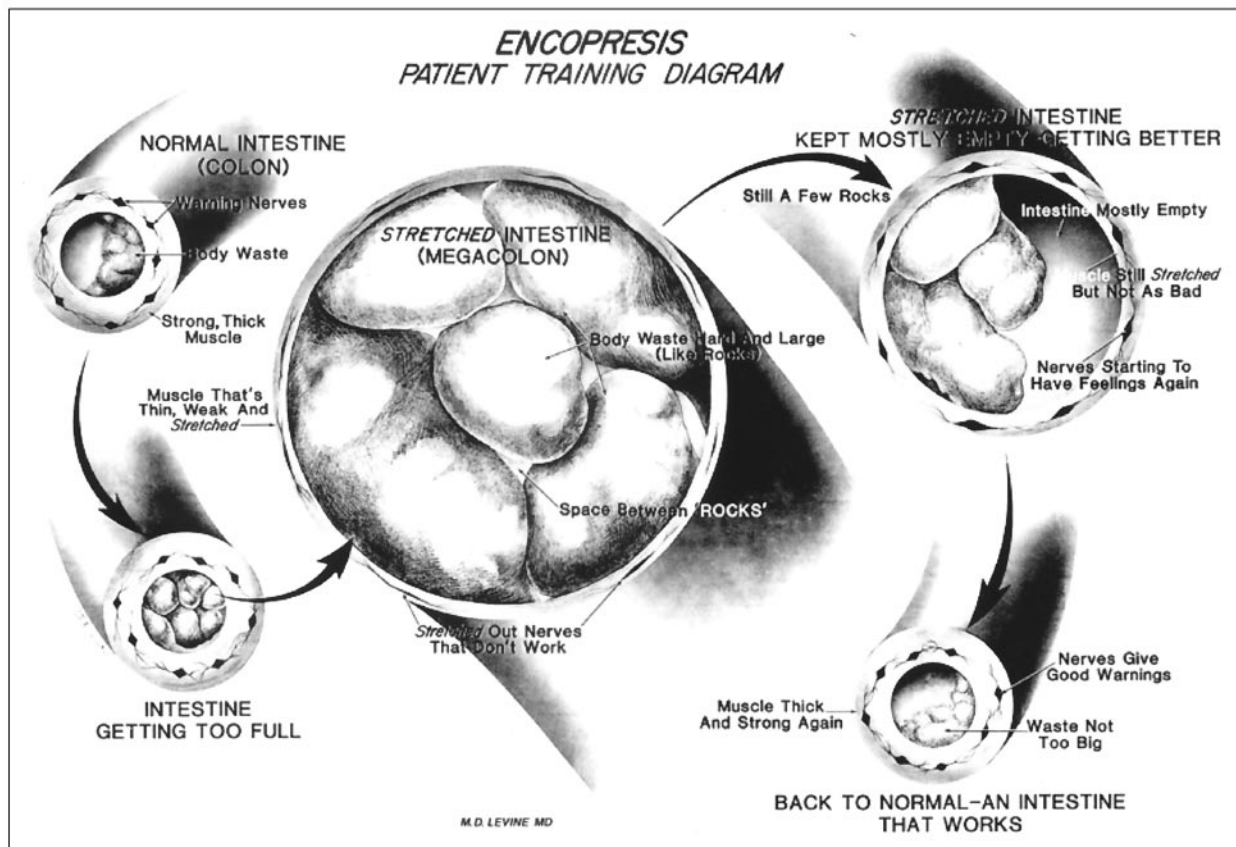 ENCOPRESIS
PATIENT TRAINING DIAGRAM
NORMAL INTESTINE
(COLON)
Warning Nerves
Body Waste
Strong, Thick
Muscle
INTESTINE
GETTING TOO FULL
STRETCHED INTESTINE
(MEGACOLON)
Body Waste Hard And Large
(Like Rocks)
Muscle That's
Thin, Weak And
Stretched
Space Between 'ROCKS'
Stretched Out Nerves
That Don't Work
STRETCHED INTESTINE
KEPT MOSTLY EMPTY-GETTING BETTER
Still A Few Rocks
Intestine Mostly Empty
Muscle Still Stretched
But Not As Bad
Nerves Starting To
Have Feelings Again
Nerves Give
Good Warnings
Muscle Thick
And Strong Again
Waste Not
Too Big
BACK TO NORMAL-AN INTESTINE
THAT WORKS
M.D. LEVINE MD